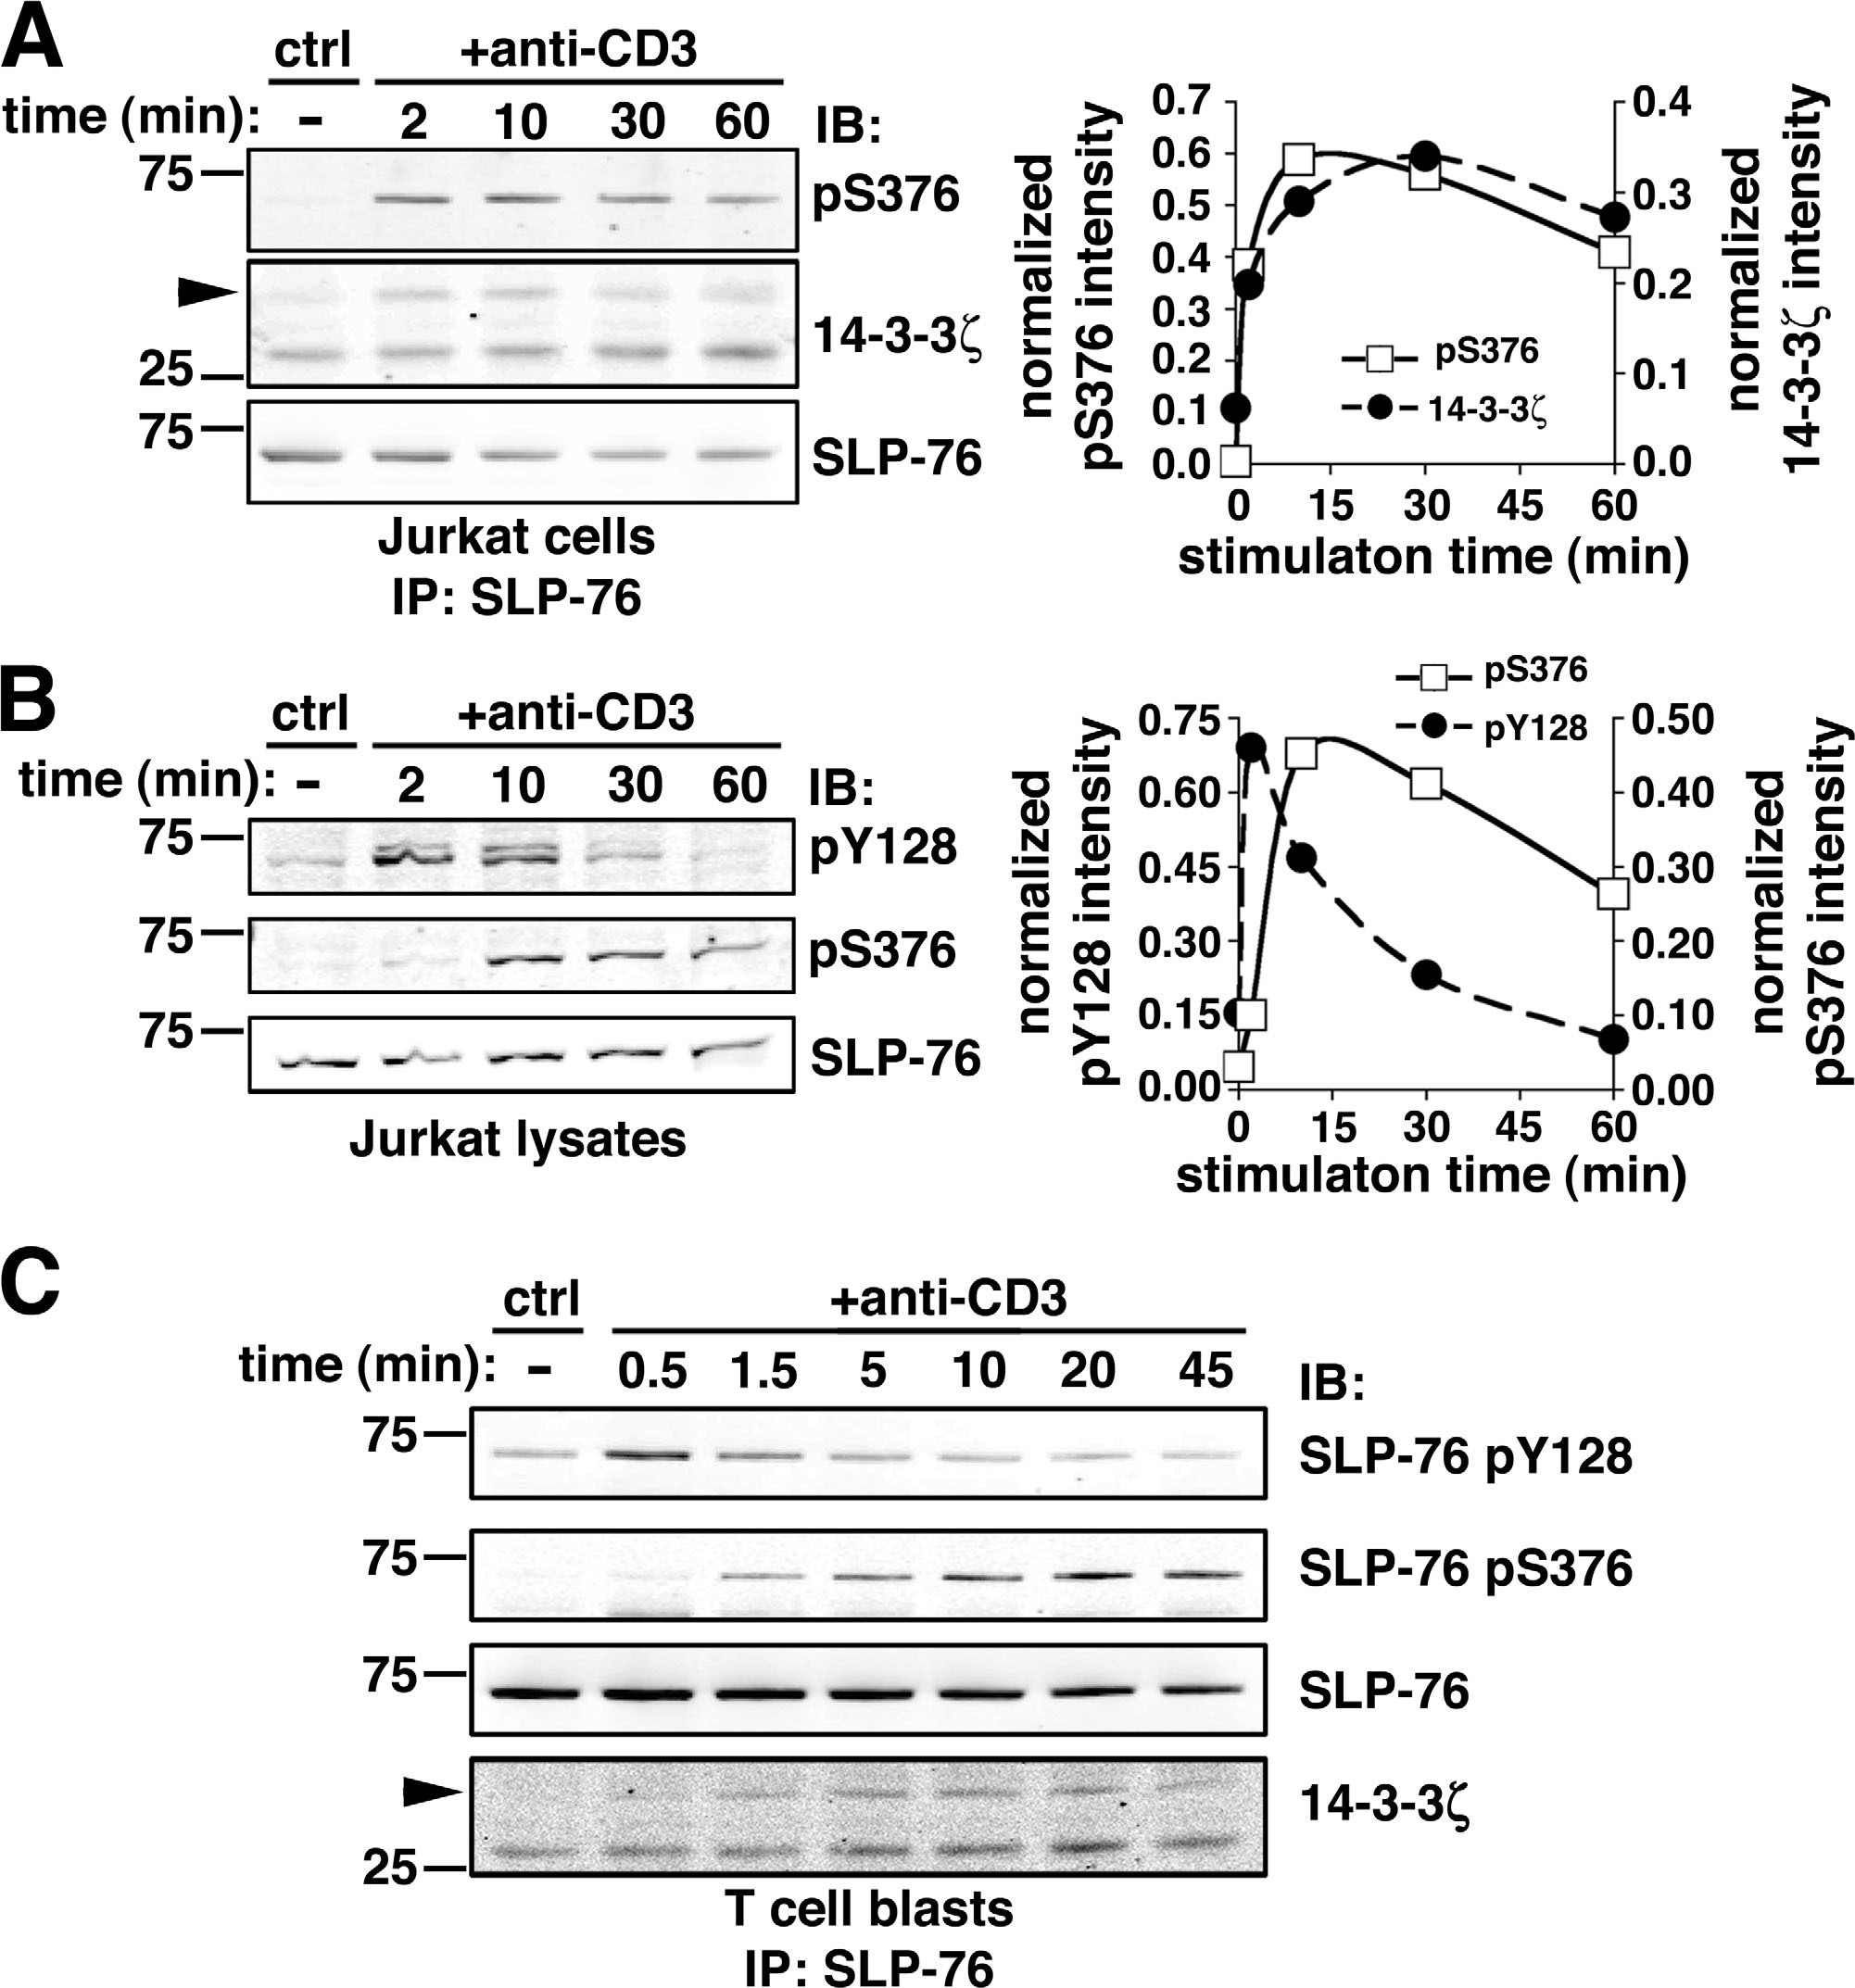 A
ctrl +anti-CD3
time (min): - 2 10 30 60 IB:
75 pS376
14-3-3ζ
25
75 SLP-76
Jurkat cells
IP: SLP-76
normalized
pS376 intensity
0.7
0.6
0.5
0.4
0.3
0.2
0.1
0.0
pS376
14-3-3ζ
0.4
0.3
0.2
0.1
0.0
normalized
14-3-3ζ intensity
0 15 30 45 60
stimulaton time (min)
B
ctrl +anti-CD3
time (min): - 2 10 30 60 IB:
75 pY128
75 pS376
75 SLP-76
Jurkat lysates
pS376
pY128
normalized
pY128 intensity
0.75
0.60
0.45
0.30
0.15
0.00
0.50
0.40
0.30
0.20
0.10
0.00
normalized
pS376 intensity
0 15 30 45 60
stimulaton time (min)
C
ctrl +anti-CD3
time (min): - 0.5 1.5 5 10 20 45 IB:
75 SLP-76 pY128
75 SLP-76 pS376
75 SLP-76
14-3-3ζ
25
T cell blasts
IP: SLP-76